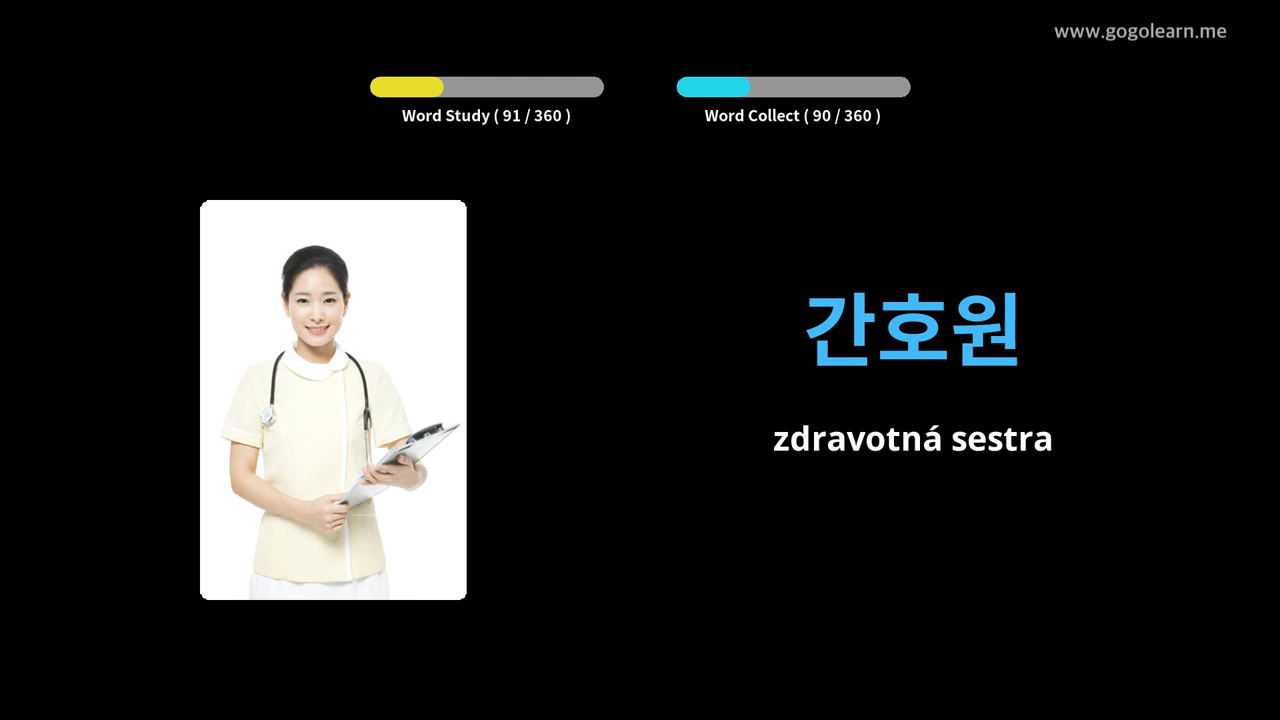 www.gogolearn.me
Word Study ( 91 / 360 )
Word Collect ( 90 / 360 )
간호원
zdravotná sestra